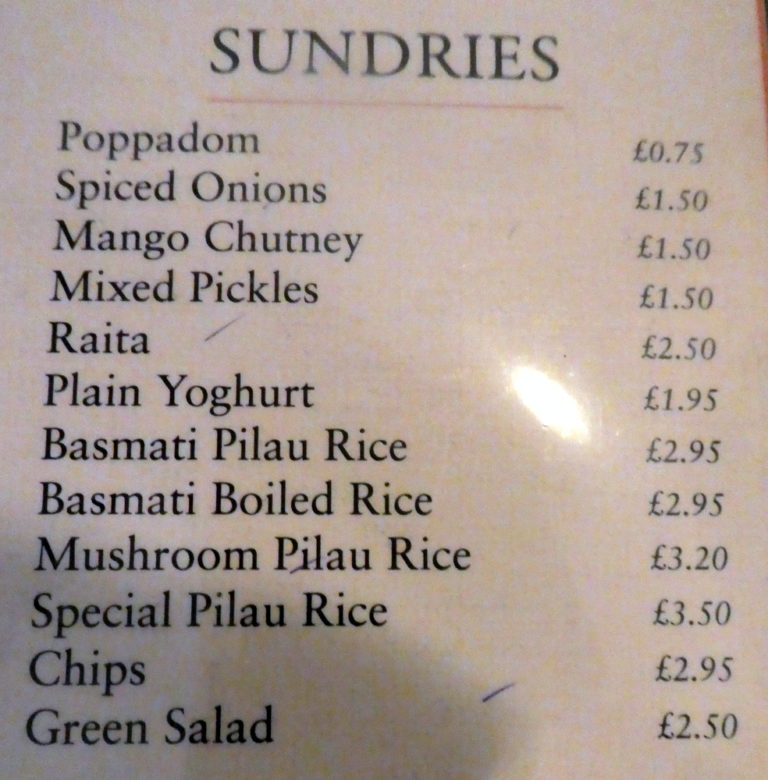 SUNDRIES
Poppadom £0.75
Spiced Onions £1.50
Mango Chutney £1.50
Mixed Pickles £1.50
Raita £2.50
Plain Yoghurt £1.95
Basmati Pilau Rice £2.95
Basmati Boiled Rice £2.95
Mushroom Pilau Rice £3.20
Special Pilau Rice £3.50
Chips £2.95
Green Salad £2.50